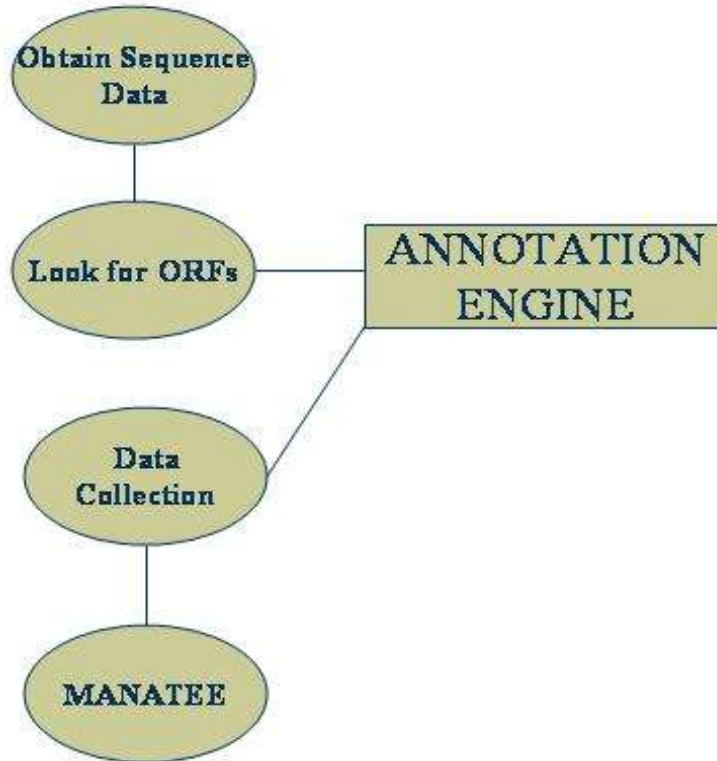 Obtain Sequence
Data
Look for ORFs
ANNOTATION
ENGINE
Data
Collection
MANATEE